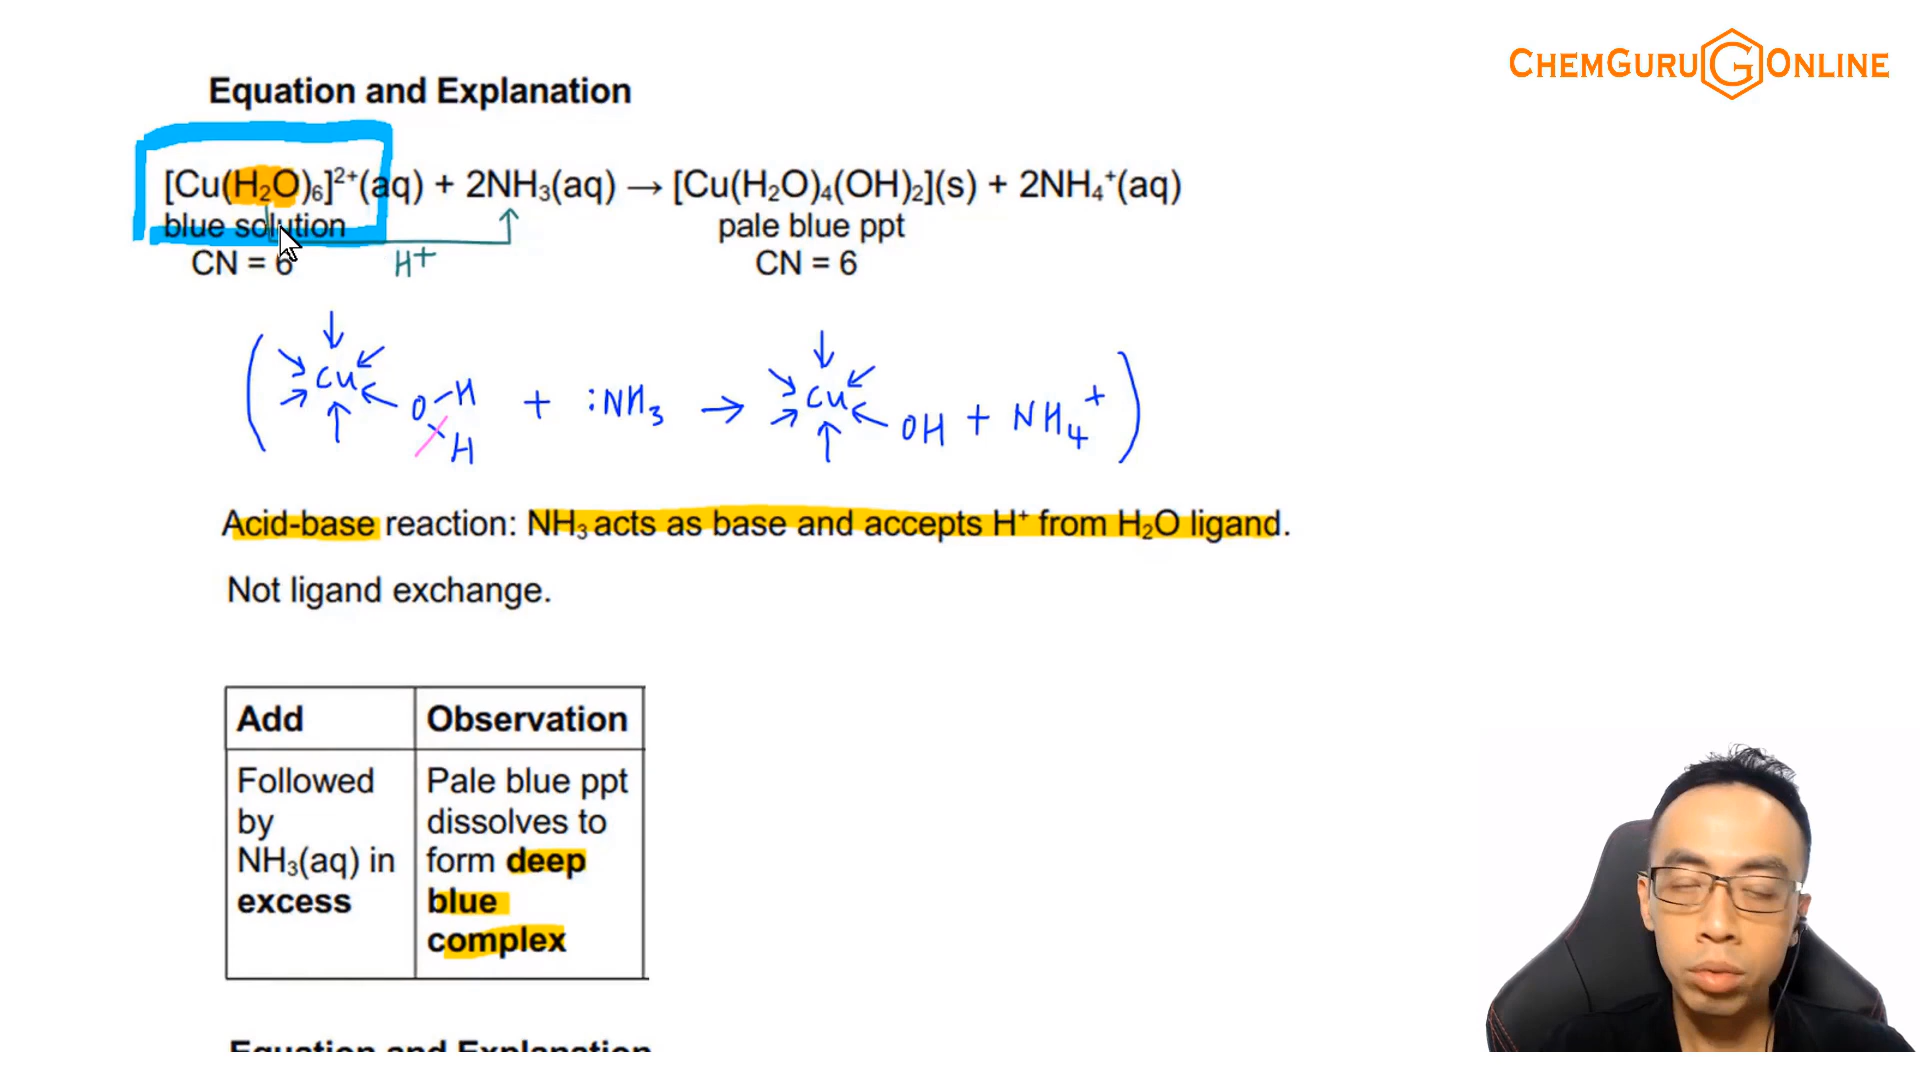 CHEMGURU G ONLINE
Equation and Explanation
[Cu(H₂O)₆]²⁺(aq) + 2NH₃(aq) → [Cu(H₂O)₄(OH)₂](s) + 2NH₄⁺(aq)
blue solution pale blue ppt
CN = 6 H⁺ CN = 6
( Cu O H H + :NH₃ → Cu OH + NH₄⁺ )
Acid-base reaction: NH₃ acts as base and accepts H⁺ from H₂O ligand.
Not ligand exchange.
Add Observation
Followed Pale blue ppt
by dissolves to
NH₃(aq) in form deep
excess blue
complex
Equation and Explanation